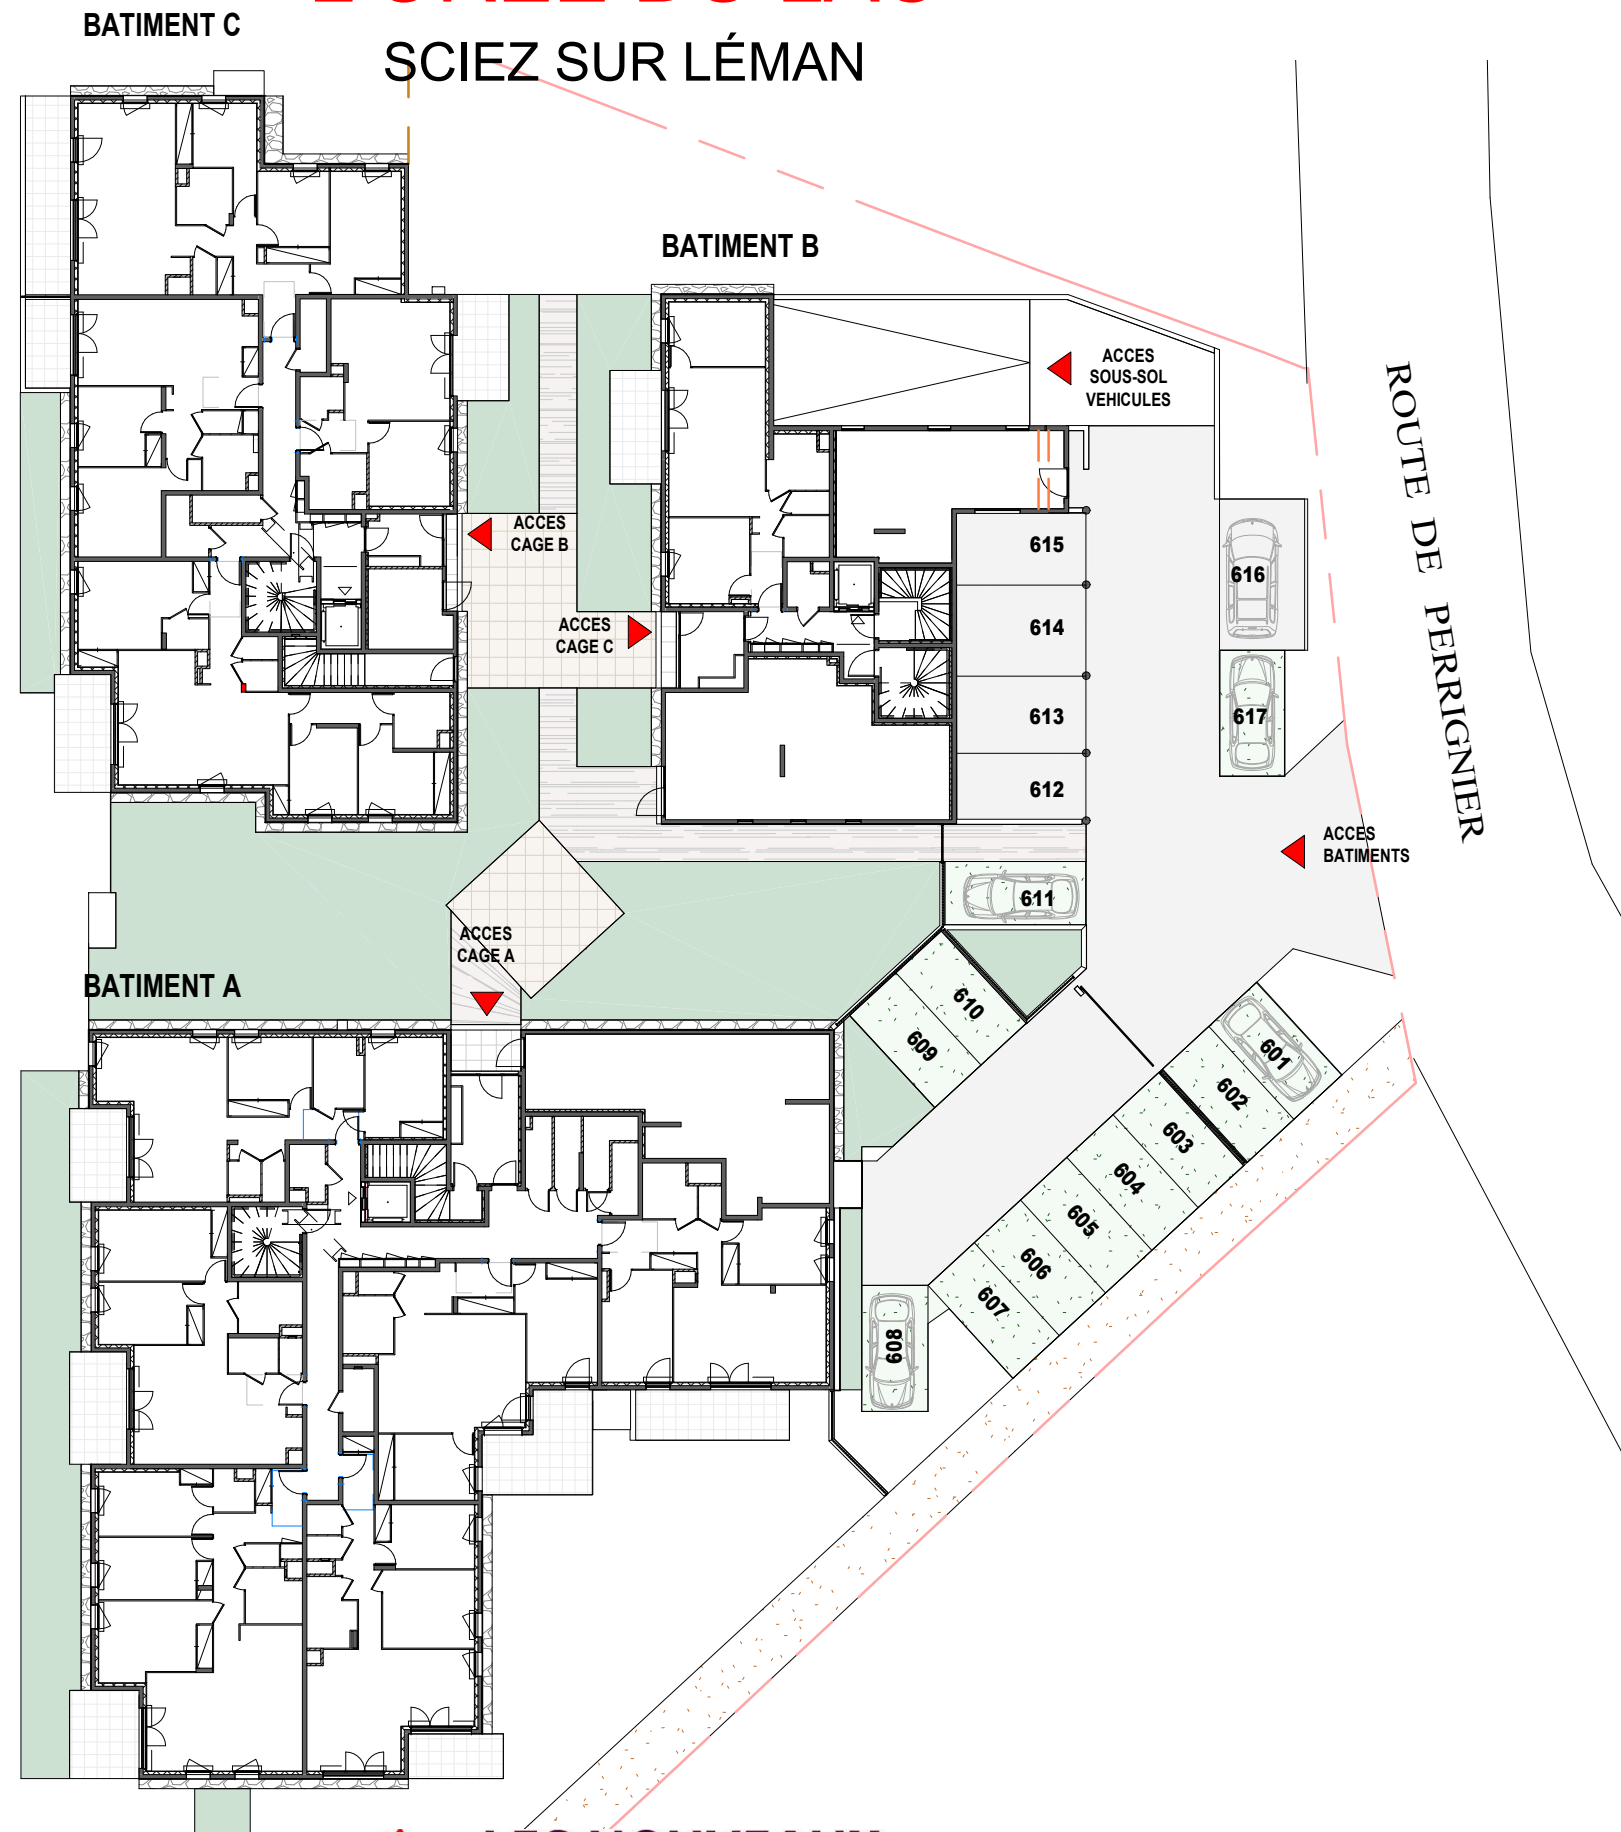 BATIMENT C
SCIEZ SUR LÉMAN
BATIMENT B
ACCES
SOUS-SOL
VEHICULES
ROUTE DE PERRIGNIER
ACCES
CAGE B
ACCES
CAGE C
615
614
613
612
616
617
ACCES
BATIMENTS
611
ACCES
CAGE A
BATIMENT A
610
609
601
602
603
604
605
606
607
608